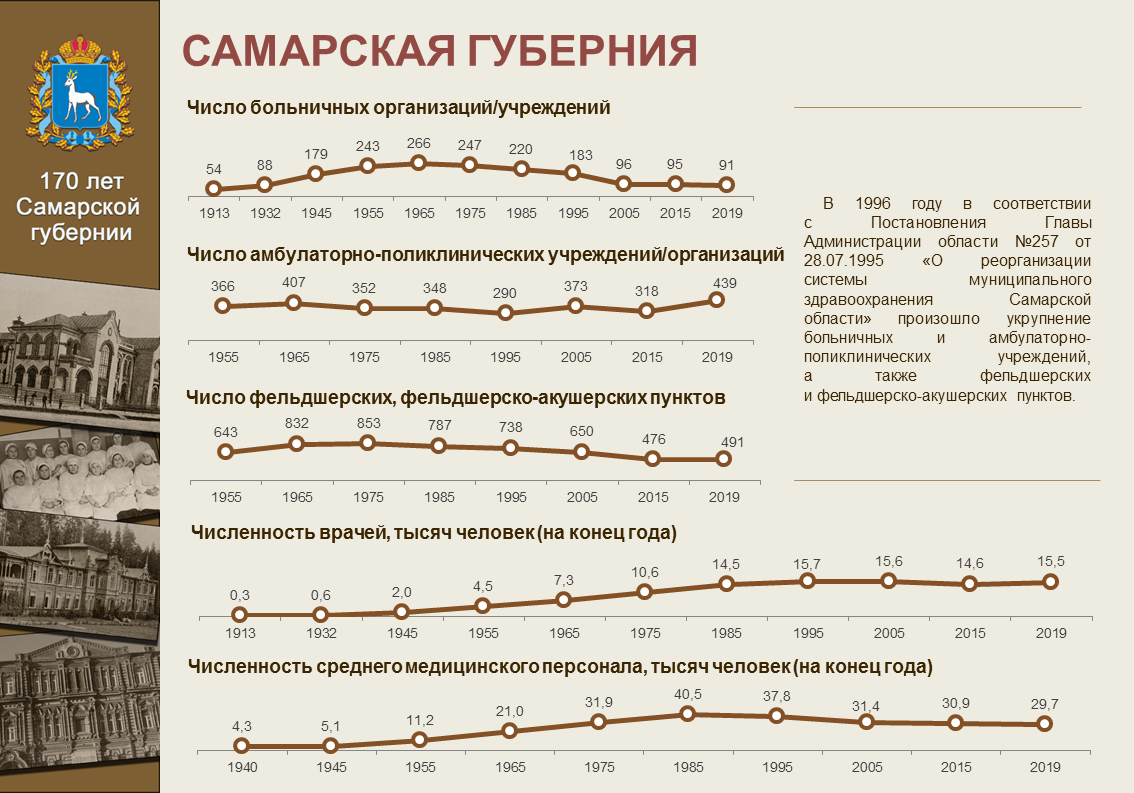 САМАРСКАЯ ГУБЕРНИЯ
170 лет
Самарской
губернии
Число больничных организаций/учреждений
54 88 179 243 266 247 220 183 96 95 91
1913 1932 1945 1955 1965 1975 1985 1995 2005 2015 2019
Число амбулаторно-поликлинических учреждений/организаций
366 407 352 348 290 373 318 439
1955 1965 1975 1985 1995 2005 2015 2019
Число фельдшерских, фельдшерско-акушерских пунктов
643 832 853 787 738 650 476 491
1955 1965 1975 1985 1995 2005 2015 2019
В 1996 году в соответствии
с Постановления Главы
Администрации области №257 от
28.07.1995 «О реорганизации
системы муниципального
здравоохранения Самарской
области» произошло укрупнение
больничных и амбулаторно-
поликлинических учреждений,
а также фельдшерских
и фельдшерско-акушерских пунктов.
Численность врачей, тысяч человек (на конец года)
0,3 0,6 2,0 4,5 7,3 10,6 14,5 15,7 15,6 14,6 15,5
1913 1932 1945 1955 1965 1975 1985 1995 2005 2015 2019
Численность среднего медицинского персонала, тысяч человек (на конец года)
4,3 5,1 11,2 21,0 31,9 40,5 37,8 31,4 30,9 29,7
1940 1945 1955 1965 1975 1985 1995 2005 2015 2019